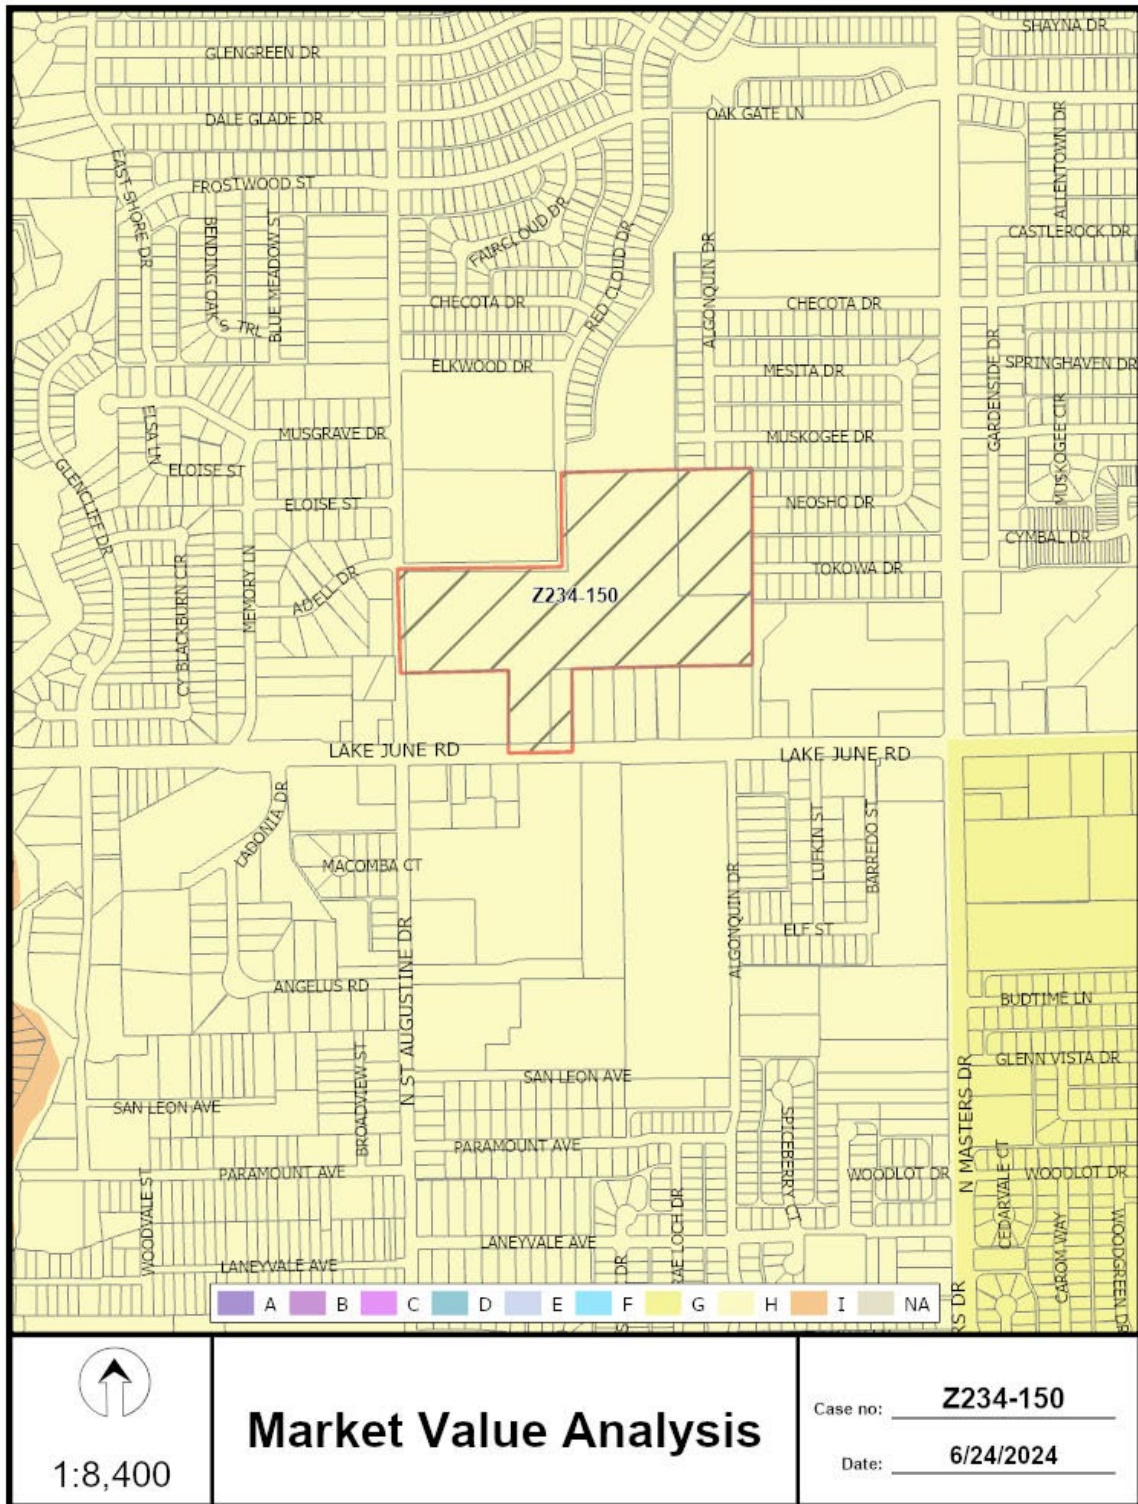 SHAYNA DR
GLENGREEN DR
OAK GATE LN
DALE GLADE DR
ALLENTOWN DR
EAST SHORE DR
FROSTWOOD ST
BENDING OAK'S TRL
BLUE MEADOW S
FAIRCLOUD DR
RED CLOUD DR
ALGONQUIN DR
CASTLEROCK DR
CHECOTA DR
CHECOTA DR
ELKWOOD DR
MESITA DR
GARDENSIDE DR
SPRINGHAVEN DR
MUSKOGEE CIR
ELSA LN
MUSGRAVE DR
MUSKOGEE DR
ELOISE ST
GLENCLIFF DR
ELOISE ST
NEOSHO DR
CYMBAL DR
TOKOWA DR
ADELL DR
MEMORY LN
CY BLACKBURN CIR
Z234-150
LAKE JUNE RD
LAKE JUNE RD
LADONIA DR
LUFKIN ST
BARREDO ST
MACOMBA CT
ALGONQUIN DR
ELF ST
N ST AUGUSTINE DR
ANGELUS RD
BUDTIME LN
BROADVIEW ST
GLENN VISTA DR
SAN LEON AVE
SAN LEON AVE
N MASTERS DR
SPICEBERRY CT
PARAMOUNT AVE
PARAMOUNT AVE
WOODLOT DR
WOODLOT DR
CEDARVALE CT
WOODVALE ST
RAE LOCH DR
CAROM WAY
WOODGREEN DR
LANEYVALE AVE
LANEYVALE AVE
DR
RS DR
A B C D E F G H I NA
1:8,400
Market Value Analysis
Case no: Z234-150
Date: 6/24/2024